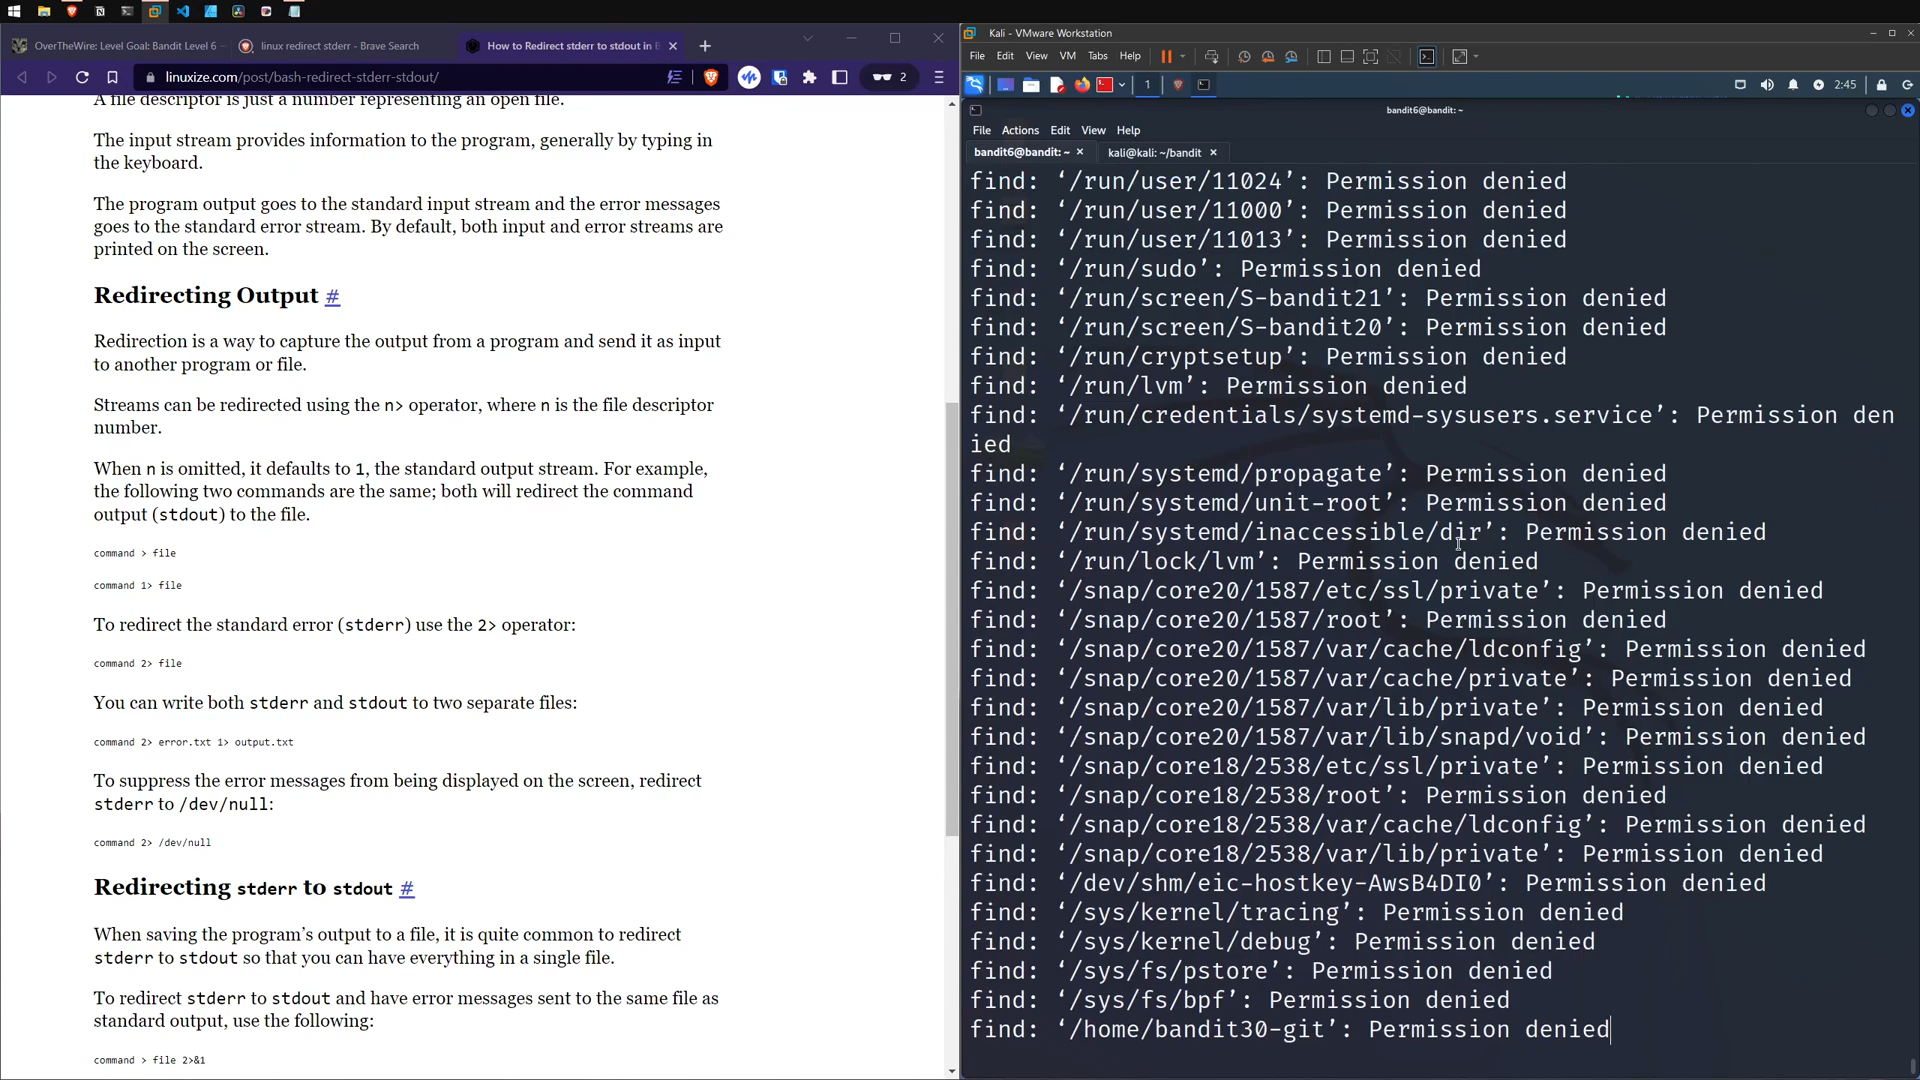 OverTheWire: Level Goal: Bandit Level 6
linux redirect stderr - Brave Search
How to Redirect stderr to stdout in B
linuxize.com/post/bash-redirect-stderr-stdout/
2
A file descriptor is just a number representing an open file.
The input stream provides information to the program, generally by typing in
the keyboard.
The program output goes to the standard input stream and the error messages
goes to the standard error stream. By default, both input and error streams are
printed on the screen.
Redirecting Output #
Redirection is a way to capture the output from a program and send it as input
to another program or file.
Streams can be redirected using the n> operator, where n is the file descriptor
number.
When n is omitted, it defaults to 1, the standard output stream. For example,
the following two commands are the same; both will redirect the command
output (stdout) to the file.
command > file
command 1> file
To redirect the standard error (stderr) use the 2> operator:
command 2> file
You can write both stderr and stdout to two separate files:
command 2> error.txt 1> output.txt
To suppress the error messages from being displayed on the screen, redirect
stderr to /dev/null:
command 2> /dev/null
Redirecting stderr to stdout #
When saving the program’s output to a file, it is quite common to redirect
stderr to stdout so that you can have everything in a single file.
To redirect stderr to stdout and have error messages sent to the same file as
standard output, use the following:
command > file 2>&1
Kali - VMware Workstation
File Edit View VM Tabs Help
1
2:45
bandit6@bandit: ~
File Actions Edit View Help
bandit6@bandit: ~
kali@kali: ~/bandit
find: ‘/run/user/11024’: Permission denied
find: ‘/run/user/11000’: Permission denied
find: ‘/run/user/11013’: Permission denied
find: ‘/run/sudo’: Permission denied
find: ‘/run/screen/S-bandit21’: Permission denied
find: ‘/run/screen/S-bandit20’: Permission denied
find: ‘/run/cryptsetup’: Permission denied
find: ‘/run/lvm’: Permission denied
find: ‘/run/credentials/systemd-sysusers.service’: Permission den
ied
find: ‘/run/systemd/propagate’: Permission denied
find: ‘/run/systemd/unit-root’: Permission denied
find: ‘/run/systemd/inaccessible/dir’: Permission denied
find: ‘/run/lock/lvm’: Permission denied
find: ‘/snap/core20/1587/etc/ssl/private’: Permission denied
find: ‘/snap/core20/1587/root’: Permission denied
find: ‘/snap/core20/1587/var/cache/ldconfig’: Permission denied
find: ‘/snap/core20/1587/var/cache/private’: Permission denied
find: ‘/snap/core20/1587/var/lib/private’: Permission denied
find: ‘/snap/core20/1587/var/lib/snapd/void’: Permission denied
find: ‘/snap/core18/2538/etc/ssl/private’: Permission denied
find: ‘/snap/core18/2538/root’: Permission denied
find: ‘/snap/core18/2538/var/cache/ldconfig’: Permission denied
find: ‘/snap/core18/2538/var/lib/private’: Permission denied
find: ‘/dev/shm/eic-hostkey-AwsB4DI0’: Permission denied
find: ‘/sys/kernel/tracing’: Permission denied
find: ‘/sys/kernel/debug’: Permission denied
find: ‘/sys/fs/pstore’: Permission denied
find: ‘/sys/fs/bpf’: Permission denied
find: ‘/home/bandit30-git’: Permission denied